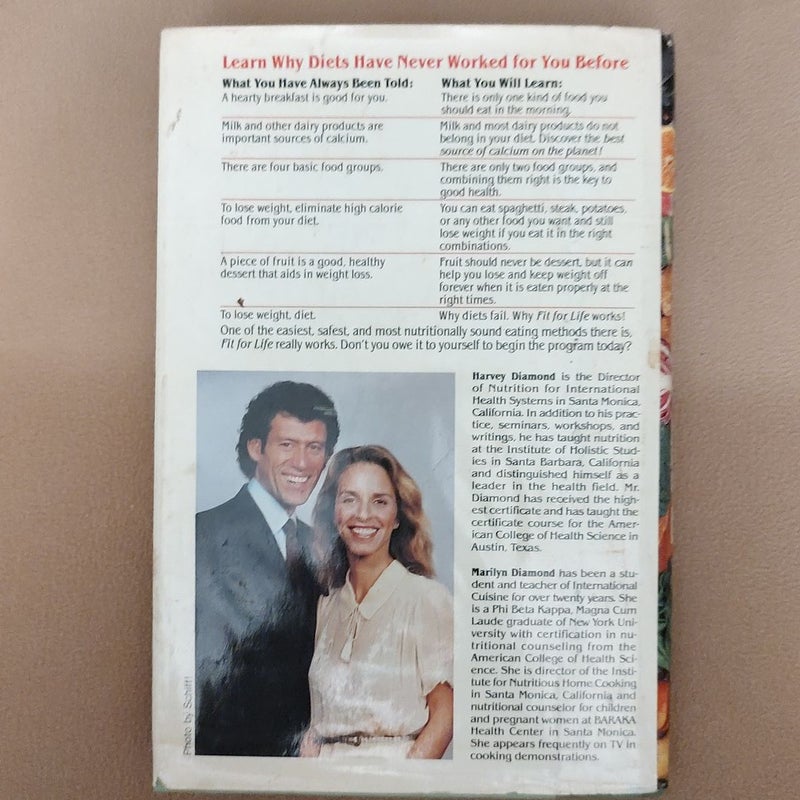 Learn Why Diets Have Never Worked for You Before
What You Have Always Been Told:
What You Will Learn:
A hearty breakfast is good for you.
There is only one kind of food you
should eat in the morning.
Milk and other dairy products are
important sources of calcium.
Milk and most dairy products do not
belong in your diet. Discover the best
source of calcium on the planet!
There are four basic food groups.
There are only two food groups, and
combining them right is the key to
good health.
To lose weight, eliminate high calorie
food from your diet.
You can eat spaghetti, steak, potatoes,
or any other food you want and still
lose weight if you eat it in the right
combinations.
A piece of fruit is a good, healthy
dessert that aids in weight loss.
Fruit should never be dessert, but it can
help you lose and keep weight off
forever when it is eaten properly at the
right times.
To lose weight, diet.
Why diets fail. Why Fit for Life works!
One of the easiest, safest, and most nutritionally sound eating methods there is,
Fit for Life really works. Don't you owe it to yourself to begin the program today?
Harvey Diamond is the Director
of Nutrition for International
Health Systems in Santa Monica,
California. In addition to his prac-
tice, seminars, workshops, and
writings, he has taught nutrition
at the Institute of Holistic Stud-
ies in Santa Barbara, California
and distinguished himself as a
leader in the health field. Mr.
Diamond has received the high-
est certificate and has taught the
certificate course for the Amer-
ican College of Health Science in
Austin, Texas.
Marilyn Diamond has been a stu-
dent and teacher of International
Cuisine for over twenty years. She
is a Phi Beta Kappa, Magna Cum
Laude graduate of New York Uni-
versity with certification in nu-
tritional counseling from the
American College of Health Sci-
ence. She is director of the Insti-
tute for Nutritious Home Cooking
in Santa Monica, California and
nutritional counselor for children
and pregnant women at BARAKA
Health Center in Santa Monica.
She appears frequently on TV in
cooking demonstrations.
Photo by Schiff!